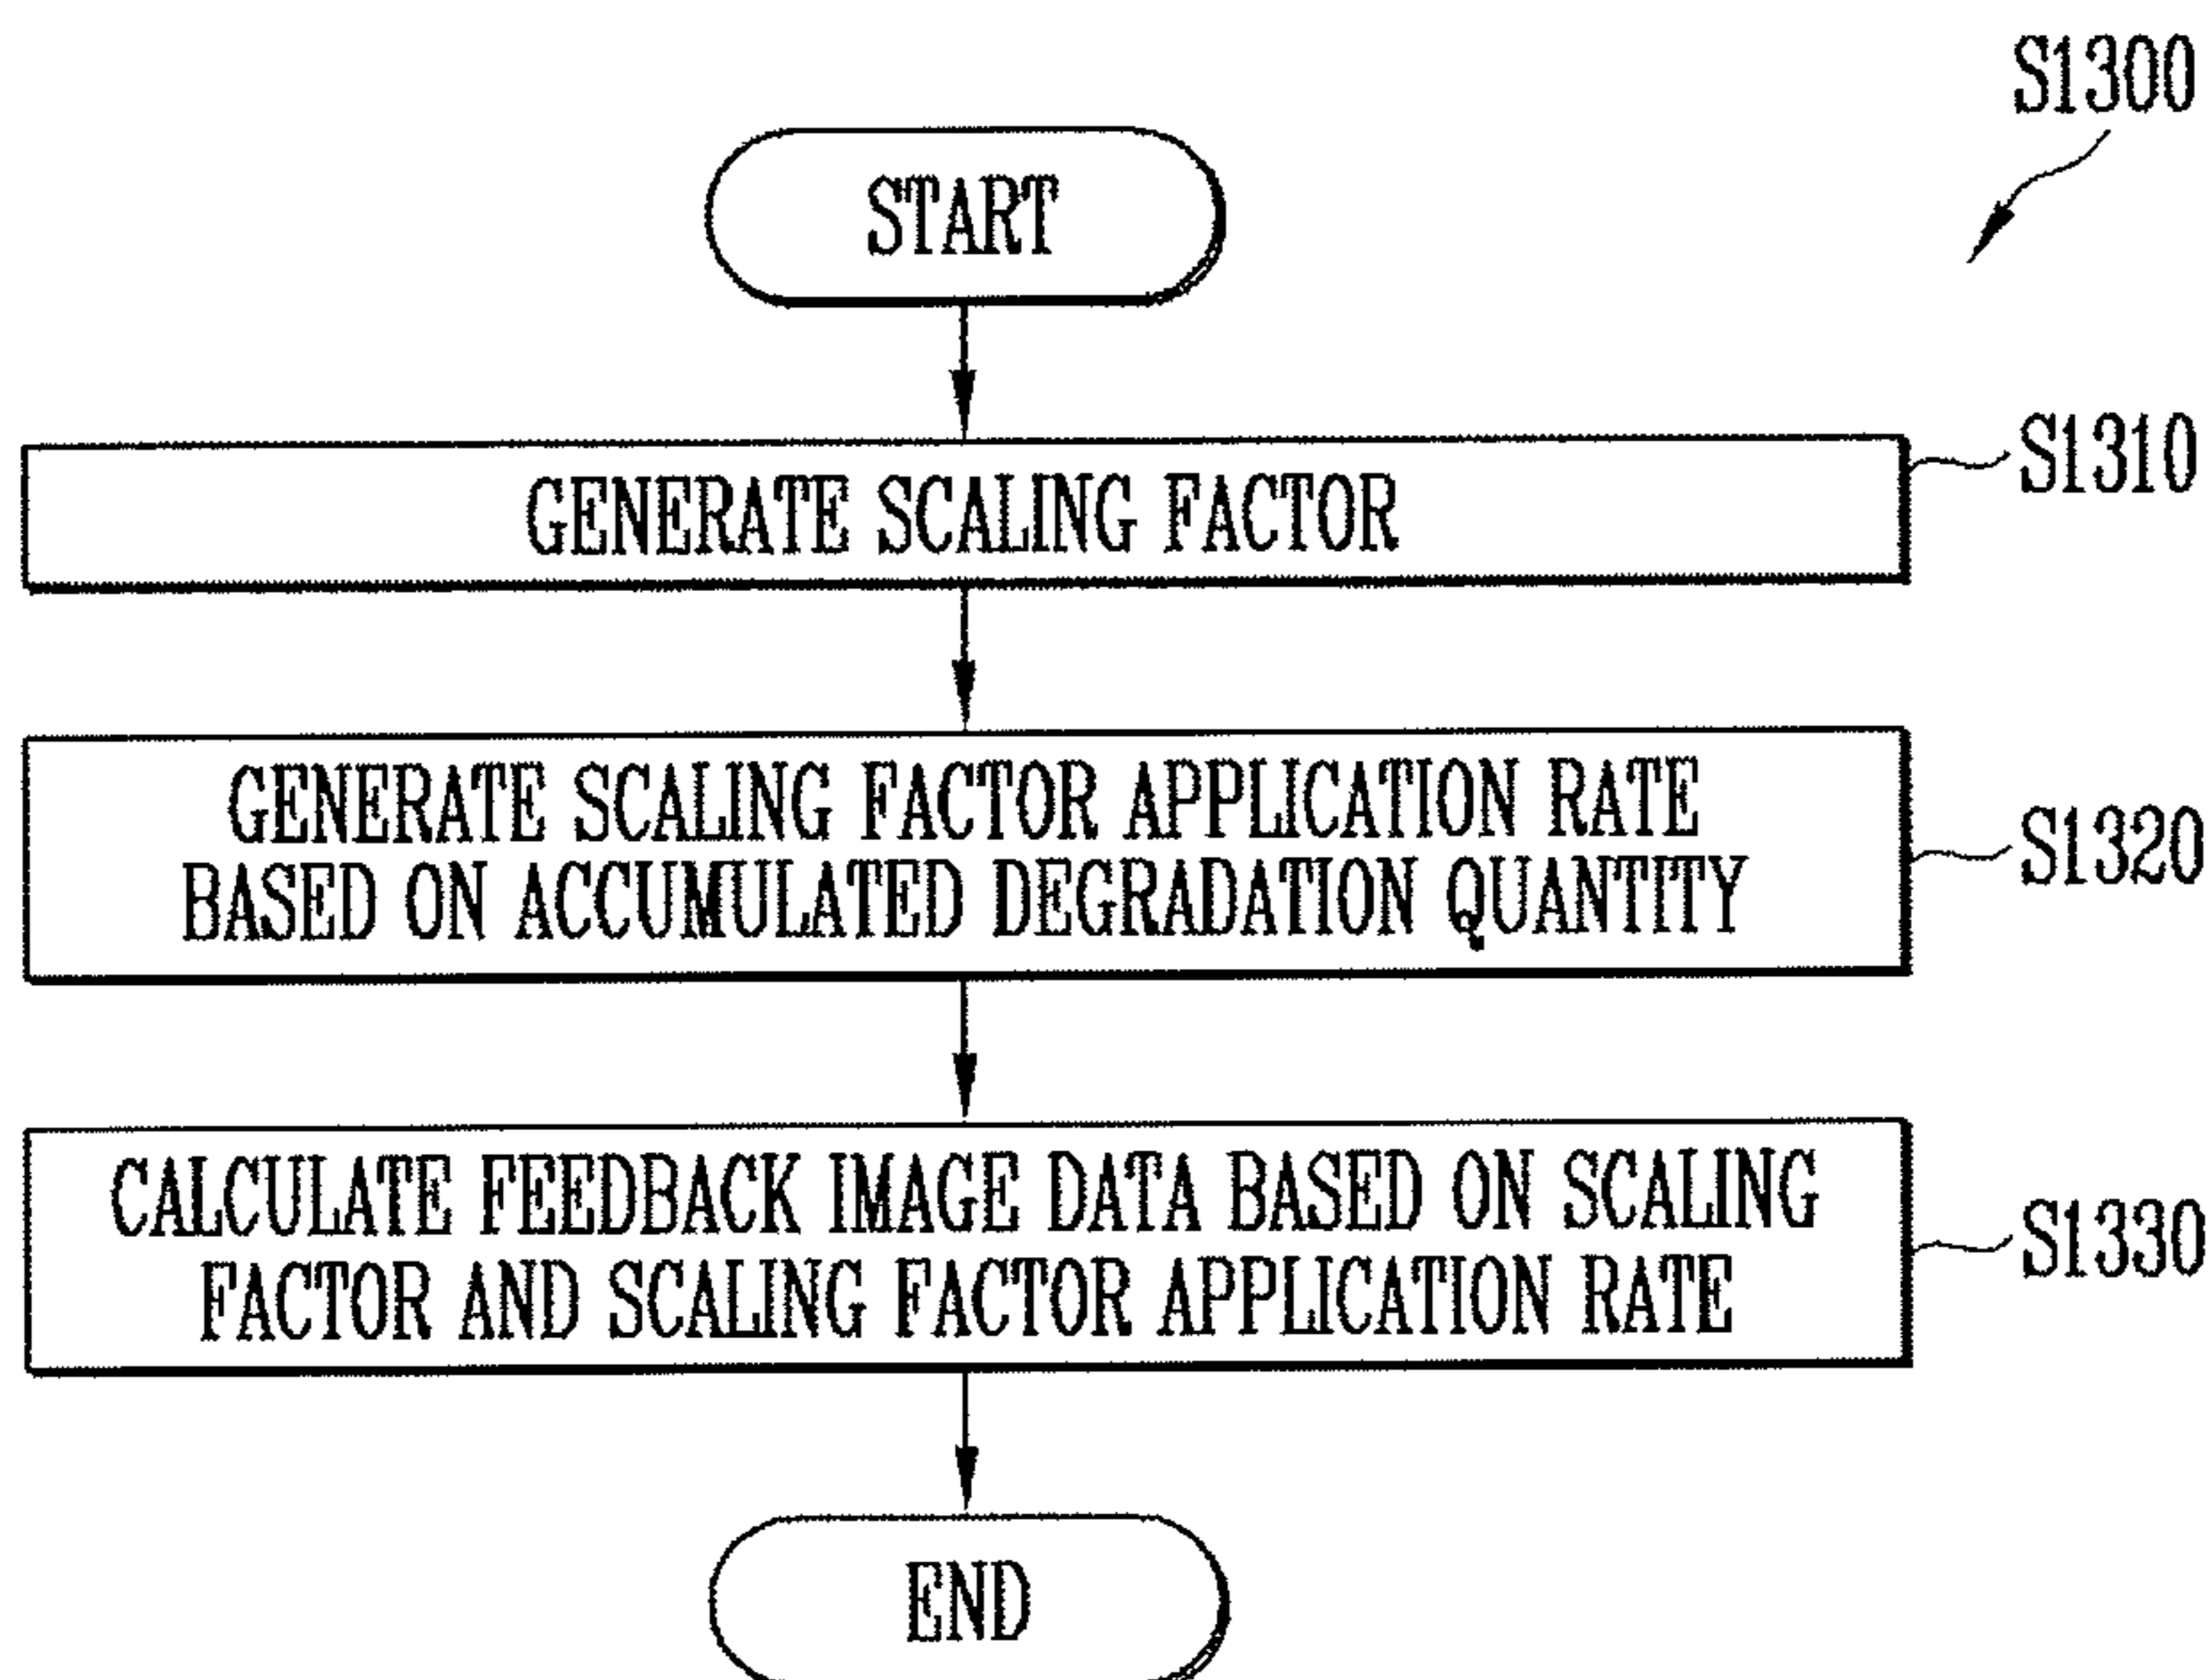 S1300
START
GENERATE SCALING FACTOR
S1310
GENERATE SCALING FACTOR APPLICATION RATE
BASED ON ACCUMULATED DEGRADATION QUANTITY
S1320
CALCULATE FEEDBACK IMAGE DATA BASED ON SCALING
FACTOR AND SCALING FACTOR APPLICATION RATE
S1330
END